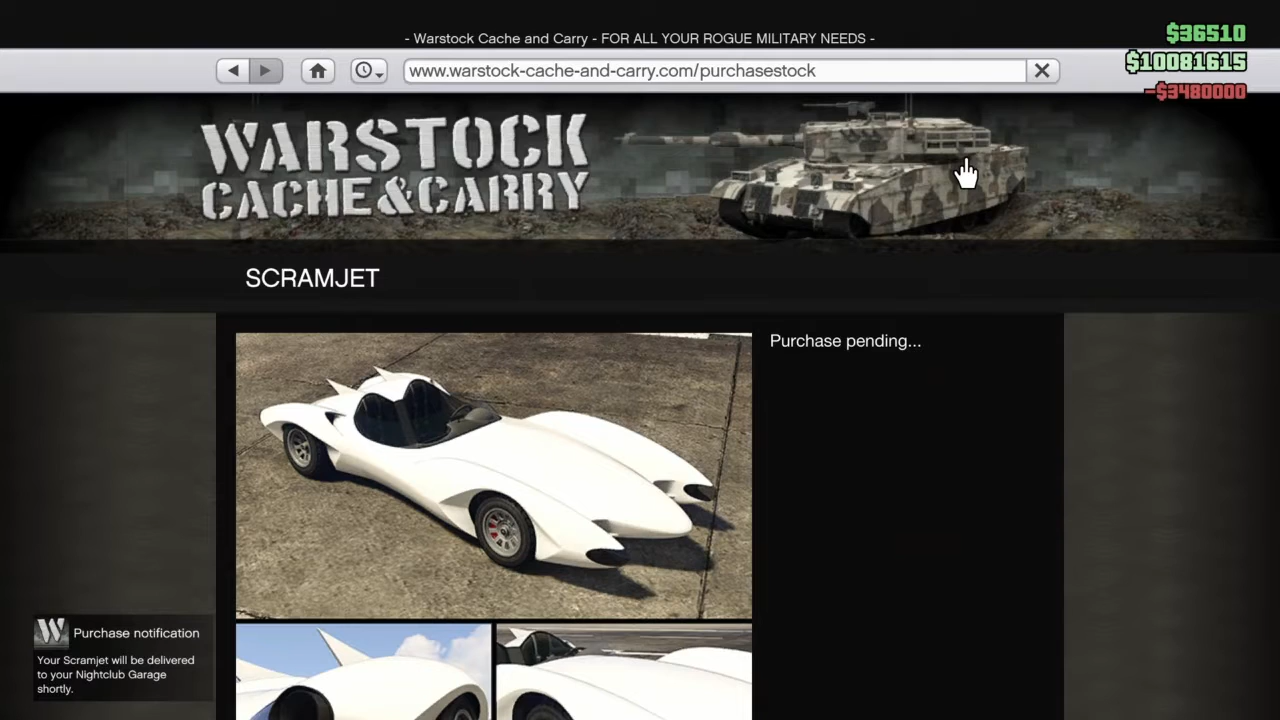 - Warstock Cache and Carry - FOR ALL YOUR ROGUE MILITARY NEEDS -
$36510
$10081615
-$3480000
www.warstock-cache-and-carry.com/purchasestock
WARSTOCK
CACHE&CARRY
SCRAMJET
Purchase pending...
W
Purchase notification
Your Scramjet will be delivered
to your Nightclub Garage
shortly.